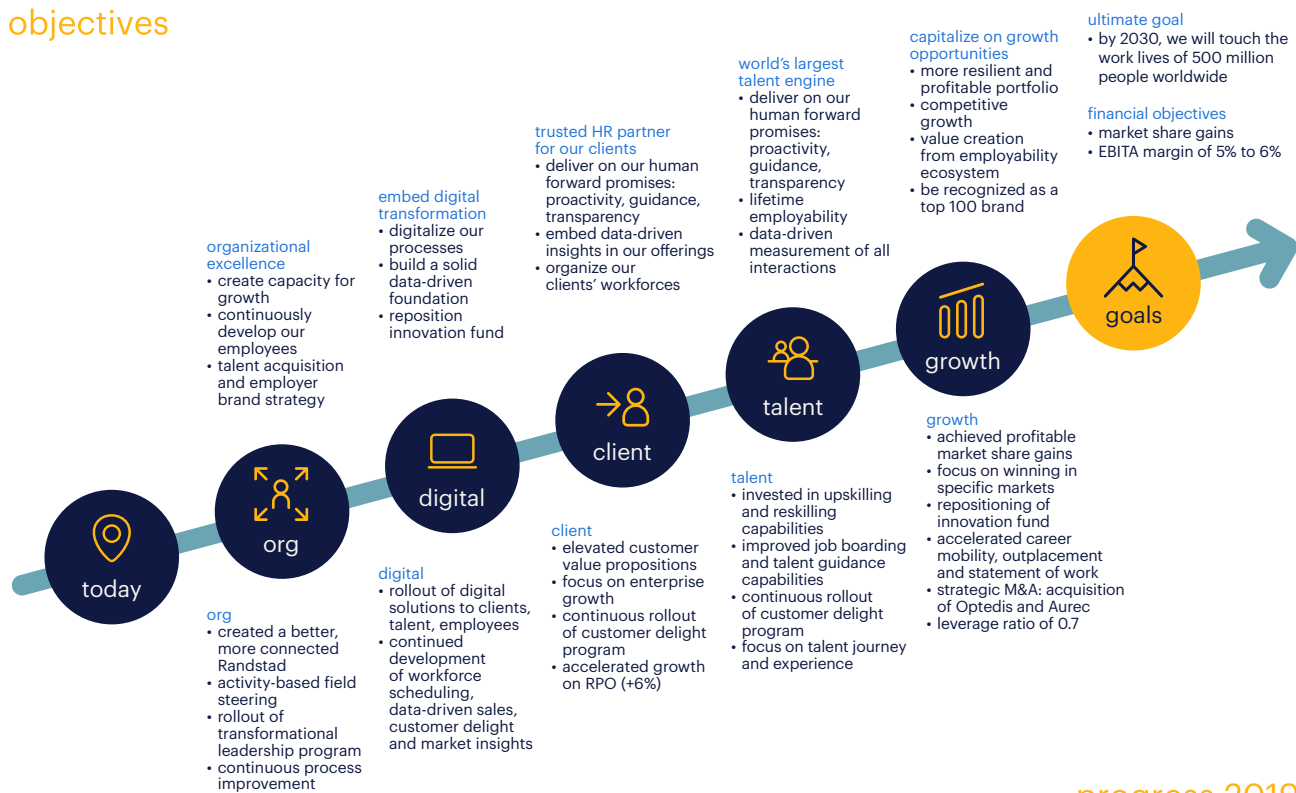 objectives
ultimate goal
• by 2030, we will touch the
work lives of 500 million
people worldwide
financial objectives
• market share gains
• EBITA margin of 5% to 6%
capitalize on growth
opportunities
• more resilient and
profitable portfolio
• competitive
growth
• value creation
from employability
ecosystem
• be recognized as a
top 100 brand
world's largest
talent engine
• deliver on our
human forward
promises:
proactivity,
guidance,
transparency
• lifetime
employability
• data-driven
measurement of all
interactions
trusted HR partner
for our clients
• deliver on our human
forward promises:
proactivity, guidance,
transparency
• embed data-driven
insights in our offerings
• organize our
clients' workforces
embed digital
transformation
• digitalize our
processes
• build a solid
data-driven
foundation
• reposition
innovation fund
organizational
excellence
• create capacity for
growth
• continuously
develop our
employees
• talent acquisition
and employer
brand strategy
today
org
digital
client
talent
growth
goals
org
• created a better,
more connected
Randstad
• activity-based field
steering
• rollout of
transformational
leadership program
• continuous process
improvement
digital
• rollout of digital
solutions to clients,
talent, employees
• continued
development
of workforce
scheduling,
data-driven sales,
customer delight
and market insights
client
• elevated customer
value propositions
• focus on enterprise
growth
• continuous rollout
of customer delight
program
• accelerated growth
on RPO (+6%)
talent
• invested in upskilling
and reskilling
capabilities
• improved job boarding
and talent guidance
capabilities
• continuous rollout
of customer delight
program
• focus on talent journey
and experience
growth
• achieved profitable
market share gains
• focus on winning in
specific markets
• repositioning of
innovation fund
• accelerated career
mobility, outplacement
and statement of work
• strategic M&A: acquisition
of Optedis and Aurec
• leverage ratio of 0.7
progress 2019